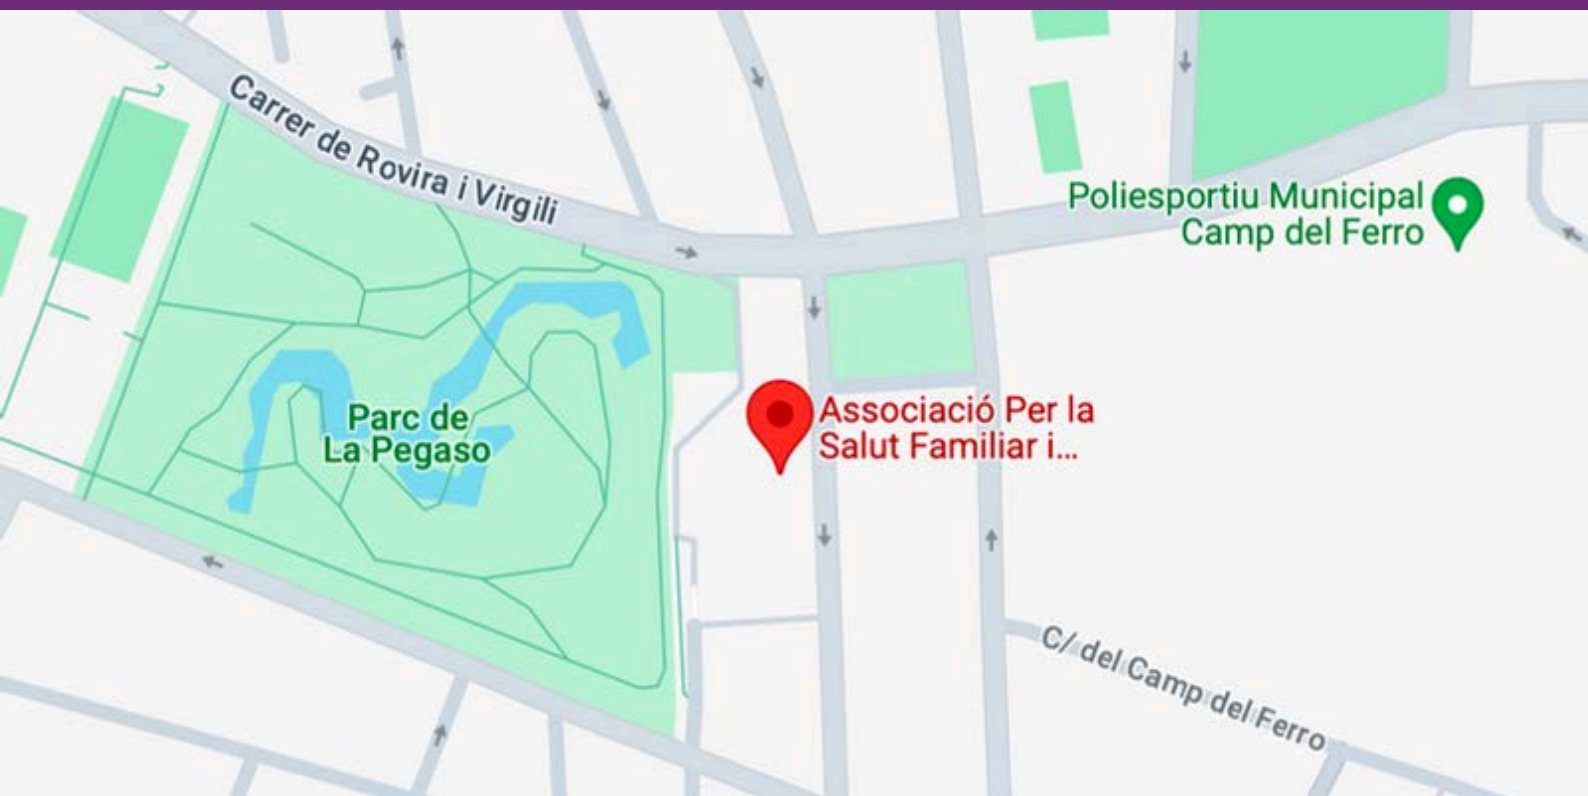 Carrer de Rovira i Virgili
Poliesportiu Municipal
Camp del Ferro
Parc de
La Pegaso
Associació Per la
Salut Familiar i...
C/ del Camp del Ferro